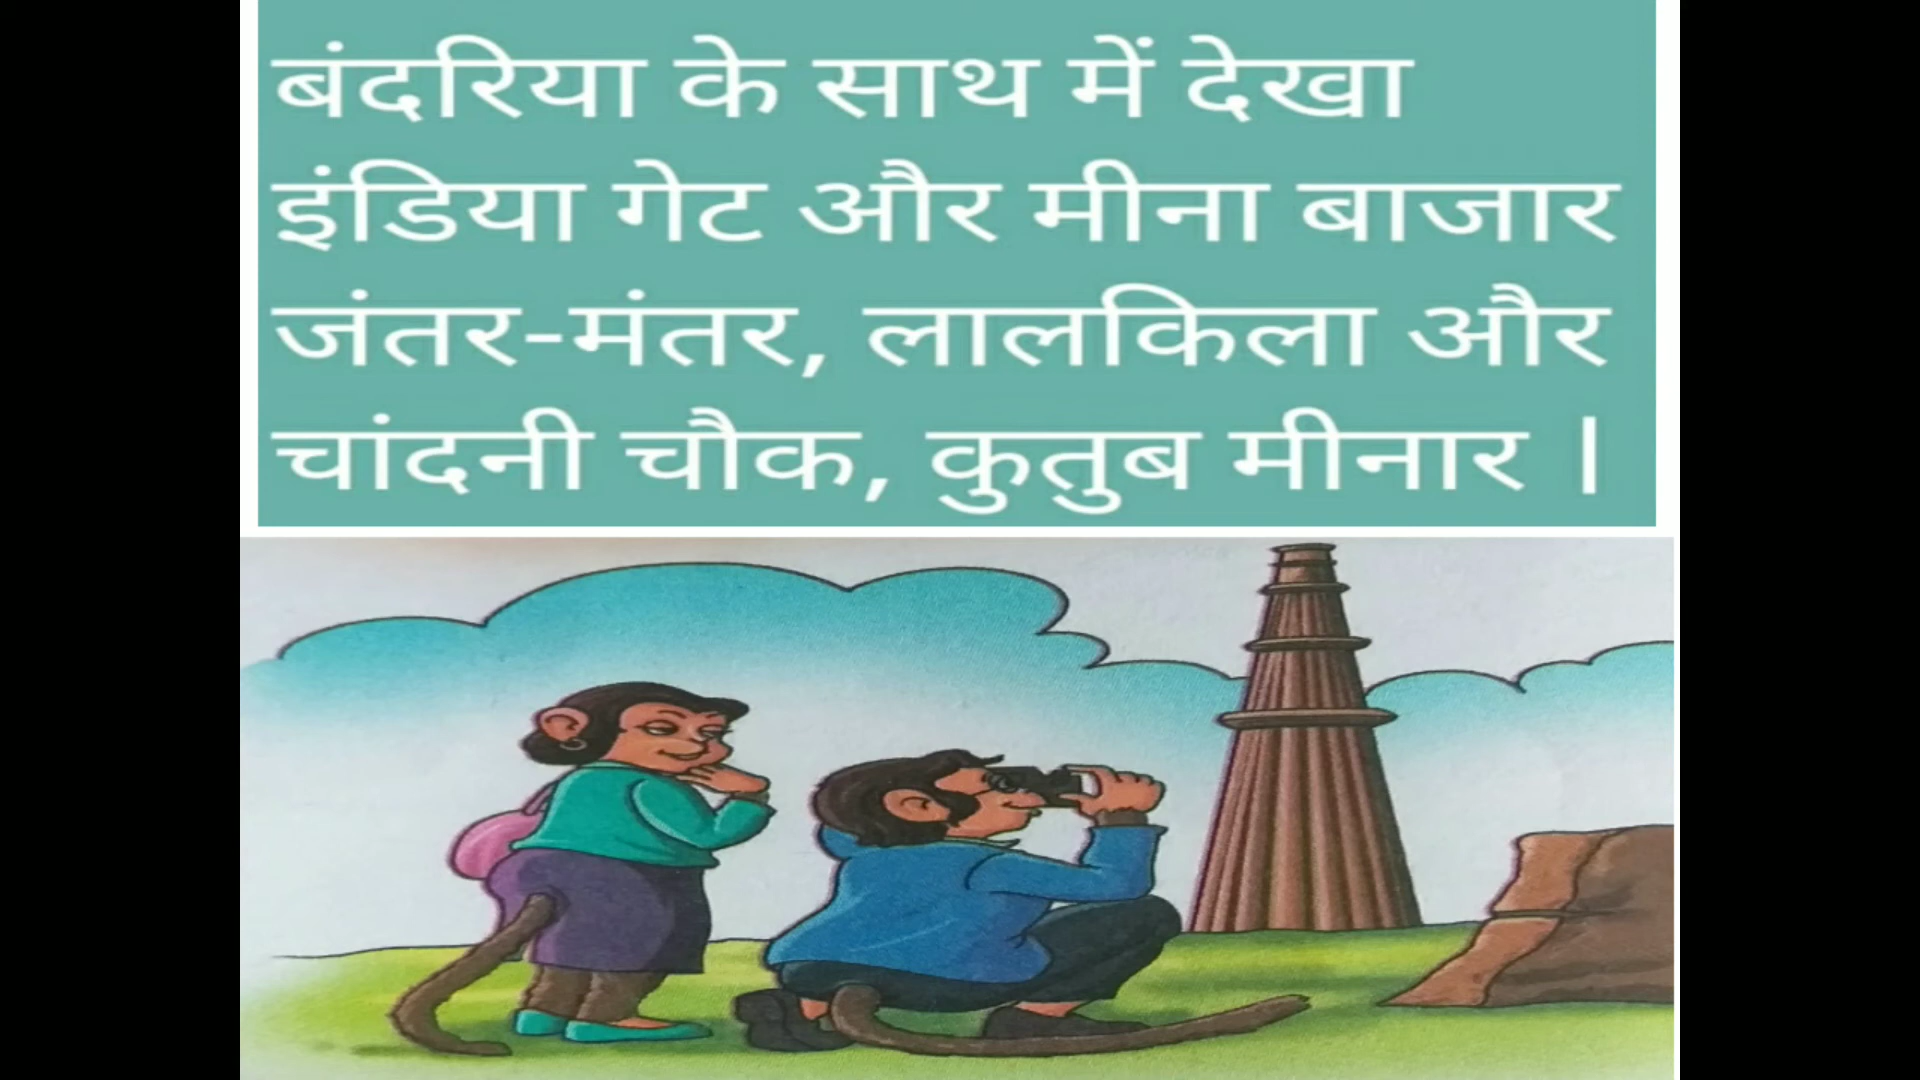 बंदरिया के साथ में देखा
इंडिया गेट और मीना बाजार
जंतर-मंतर, लालकिला और
चांदनी चौक, कुतुब मीनार |